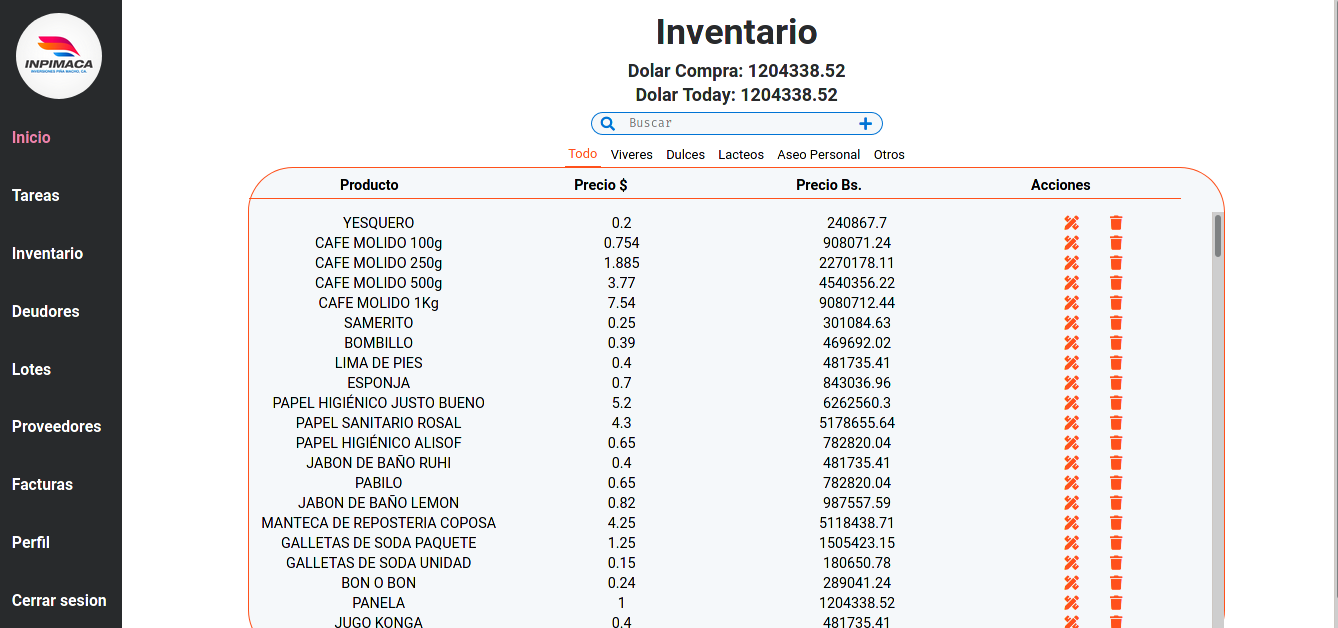 INPIMACA
INVERSIONES PIÑA MACHO, CA.
Inicio
Tareas
Inventario
Deudores
Lotes
Proveedores
Facturas
Perfil
Cerrar sesion
Inventario
Dolar Compra: 1204338.52
Dolar Today: 1204338.52
Buscar
Todo Viveres Dulces Lacteos Aseo Personal Otros
Producto Precio $ Precio Bs. Acciones
YESQUERO 0.2 240867.7
CAFE MOLIDO 100g 0.754 908071.24
CAFE MOLIDO 250g 1.885 2270178.11
CAFE MOLIDO 500g 3.77 4540356.22
CAFE MOLIDO 1Kg 7.54 9080712.44
SAMERITO 0.25 301084.63
BOMBILLO 0.39 469692.02
LIMA DE PIES 0.4 481735.41
ESPONJA 0.7 843036.96
PAPEL HIGIÉNICO JUSTO BUENO 5.2 6262560.3
PAPEL SANITARIO ROSAL 4.3 5178655.64
PAPEL HIGIÉNICO ALISOF 0.65 782820.04
JABON DE BAÑO RUHI 0.4 481735.41
PABILO 0.65 782820.04
JABON DE BAÑO LEMON 0.82 987557.59
MANTECA DE REPOSTERIA COPOSA 4.25 5118438.71
GALLETAS DE SODA PAQUETE 1.25 1505423.15
GALLETAS DE SODA UNIDAD 0.15 180650.78
BON O BON 0.24 289041.24
PANELA 1 1204338.52
JUGO KONGA 0.4 481735.41